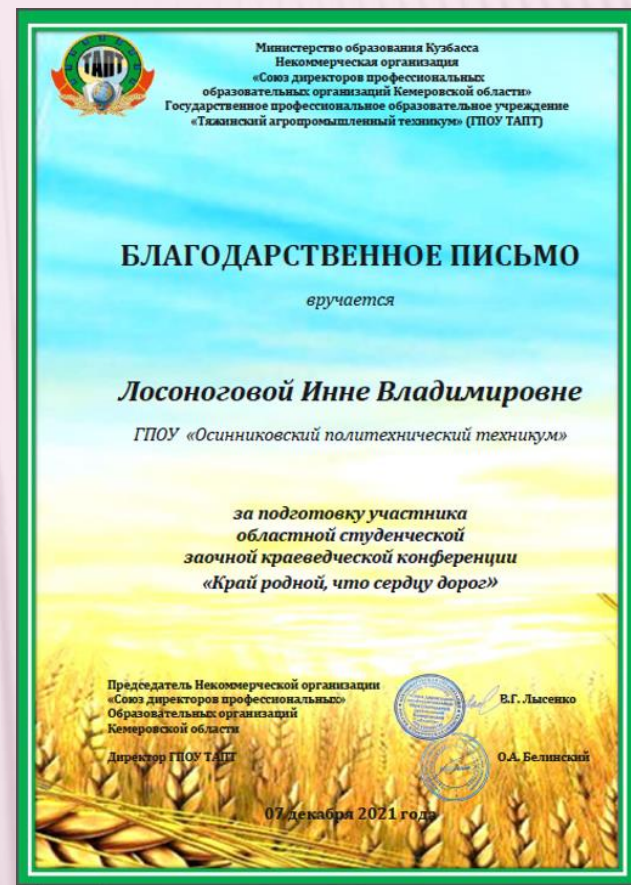 ТАПТ
Министерство образования Кузбасса
Некоммерческая организация
«Союз директоров профессиональных
образовательных организаций Кемеровской области»
Государственное профессиональное образовательное учреждение
«Тяжинский агропромышленный техникум» (ГПОУ ТАПТ)
БЛАГОДАРСТВЕННОЕ ПИСЬМО
вручается
Лосоноговой Инне Владимировне
ГПОУ «Осинниковский политехнический техникум»
за подготовку участника
областной студенческой
заочной краеведческой конференции
«Край родной, что сердцу дорог»
Председатель Некоммерческой организации
«Союз директоров профессиональных»
Образовательных организаций
Кемеровской области
В.Г. Лысенко
Директор ГПОУ ТАПТ
О.А. Белинский
07 декабря 2021 года